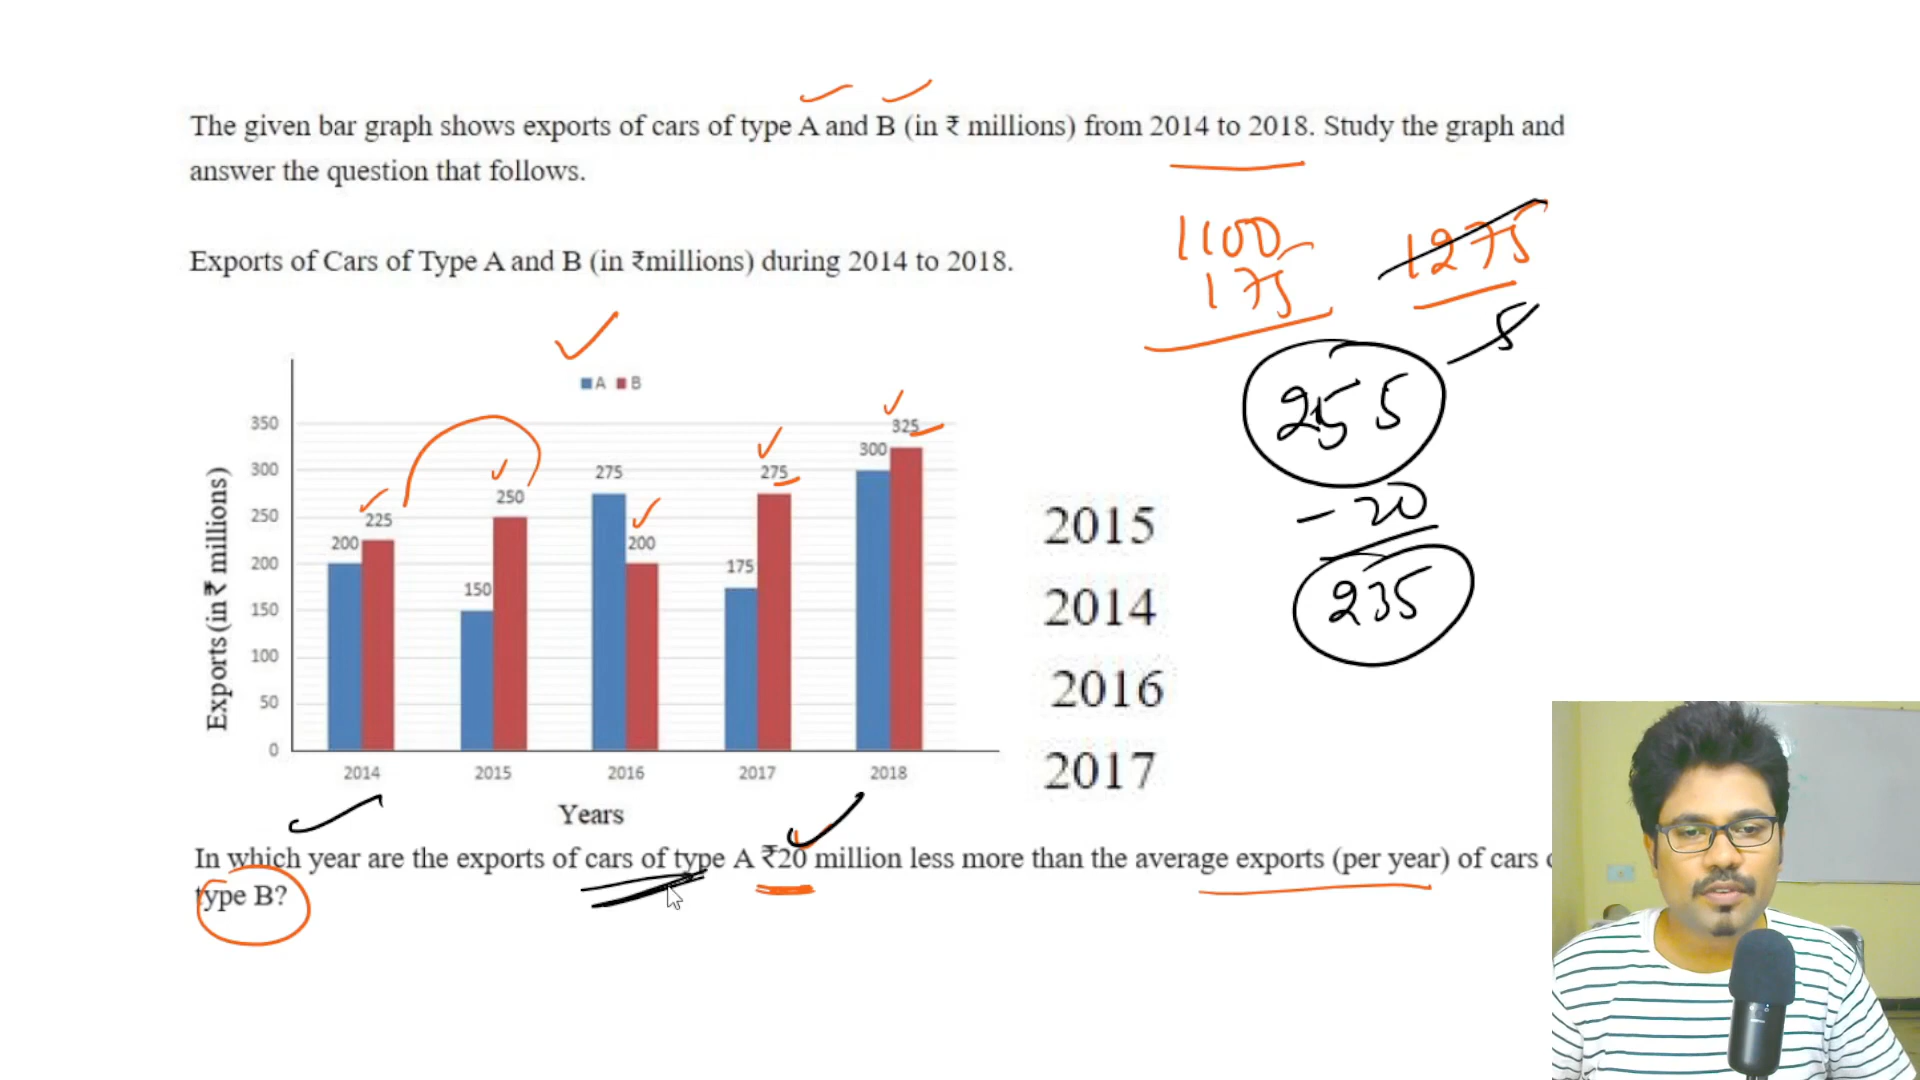 The given bar graph shows exports of cars of type A and B (in ₹ millions) from 2014 to 2018. Study the graph and
answer the question that follows.
1100
175
1275
5
Exports of Cars of Type A and B (in ₹millions) during 2014 to 2018.
255
- 20
235
A B
Exports (in ₹ millions)
350
300
250
200
150
100
50
0
200 225
150 250
275 200
175 275
300 325
2014 2015 2016 2017 2018
Years
2015
2014
2016
2017
In which year are the exports of cars of type A ₹20 million less more than the average exports (per year) of cars
type B?